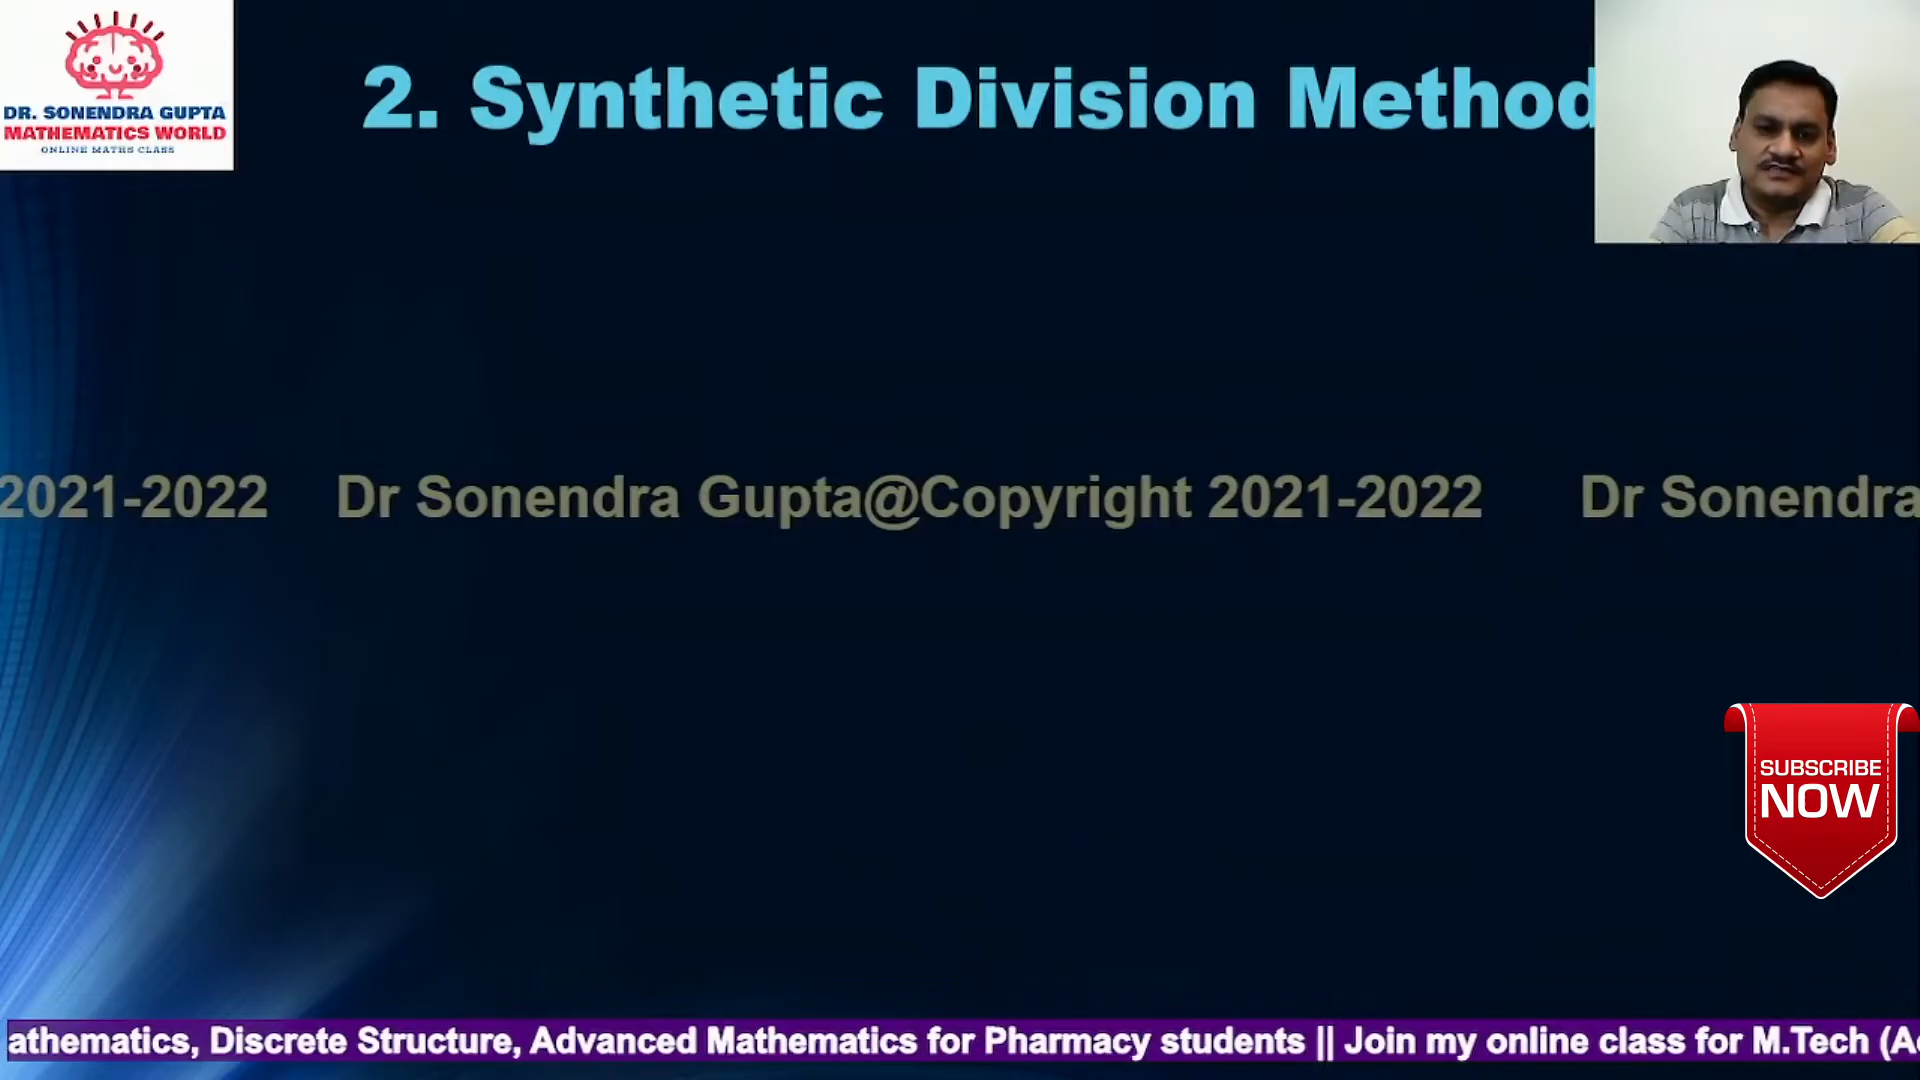 DR. SONENDRA GUPTA
MATHEMATICS WORLD
ONLINE MATHS CLASS
2. Synthetic Division Method
2021-2022 Dr Sonendra Gupta@Copyright 2021-2022 Dr Sonendra
SUBSCRIBE
NOW
athematics, Discrete Structure, Advanced Mathematics for Pharmacy students || Join my online class for M.Tech (A